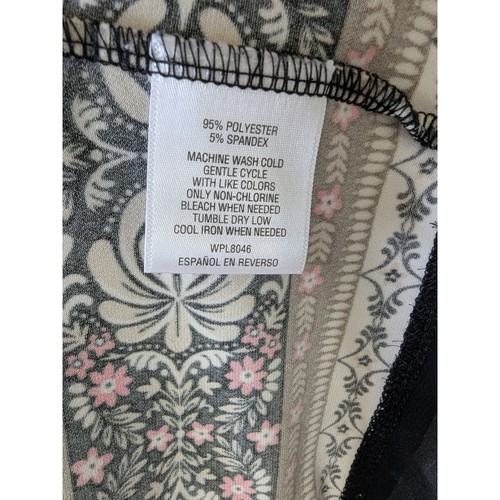 95% POLYESTER
5% SPANDEX
MACHINE WASH COLD
GENTLE CYCLE
WITH LIKE COLORS
ONLY NON-CHLORINE
BLEACH WHEN NEEDED
TUMBLE DRY LOW
COOL IRON WHEN NEEDED
WPL8046
ESPAÑOL EN REVERSO